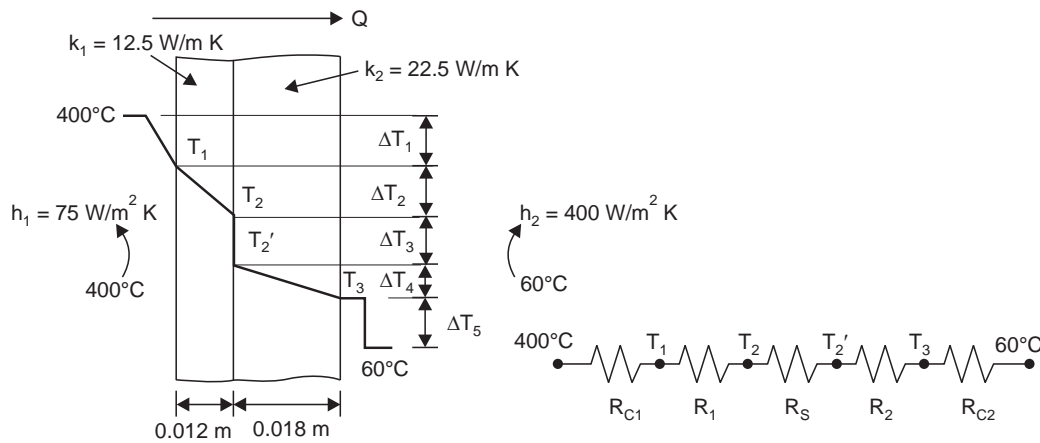 Q
k₁ = 12.5 W/m K
k₂ = 22.5 W/m K
400°C
T₁
ΔT₁
T₂
ΔT₂
h₁ = 75 W/m² K
h₂ = 400 W/m² K
T₂′
ΔT₃
400°C
T₃
ΔT₄
60°C
ΔT₅
60°C
400°C
T₁
T₂
T₂′
T₃
60°C
R_C1
R₁
R_S
R₂
R_C2
0.012 m
0.018 m